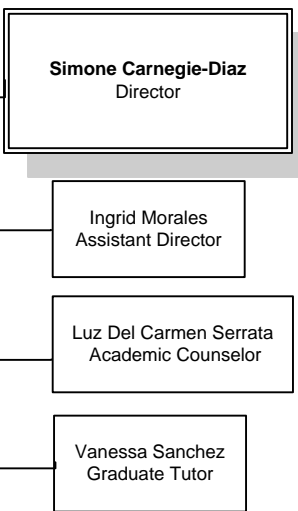 Simone Carnegie-Diaz
Director
Ingrid Morales
Assistant Director
Luz Del Carmen Serrata
Academic Counselor
Vanessa Sanchez
Graduate Tutor